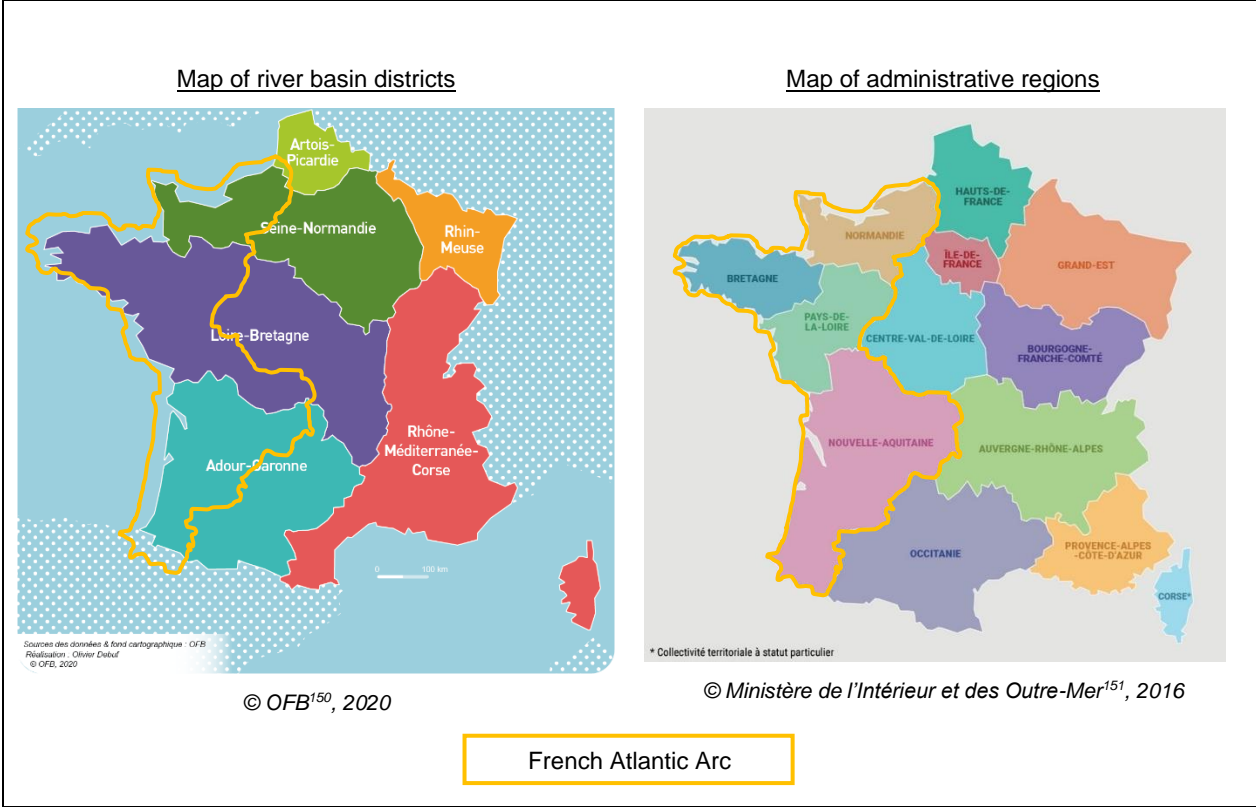 Map of river basin districts
Artois-
Picardie
Seine-Normandie
Rhin-
Meuse
Loire-Bretagne
Rhône-
Méditerranée-
Corse
Adour-Garonne
0 100 km
Sources des données & fond cartographique : OFB
Réalisation : Olivier Debuf
© OFB, 2020
© OFB150, 2020
Map of administrative regions
HAUTS-DE-
FRANCE
NORMANDIE
ÎLE-DE-
FRANCE
GRAND-EST
BRETAGNE
PAYS-DE-
LA-LOIRE
CENTRE-VAL-DE-LOIRE
BOURGOGNE-
FRANCHE-COMTÉ
NOUVELLE-AQUITAINE
AUVERGNE-RHÔNE-ALPES
OCCITANIE
PROVENCE-ALPES
-CÔTE-D'AZUR
CORSE*
* Collectivité territoriale à statut particulier
© Ministère de l'Intérieur et des Outre-Mer151, 2016
French Atlantic Arc